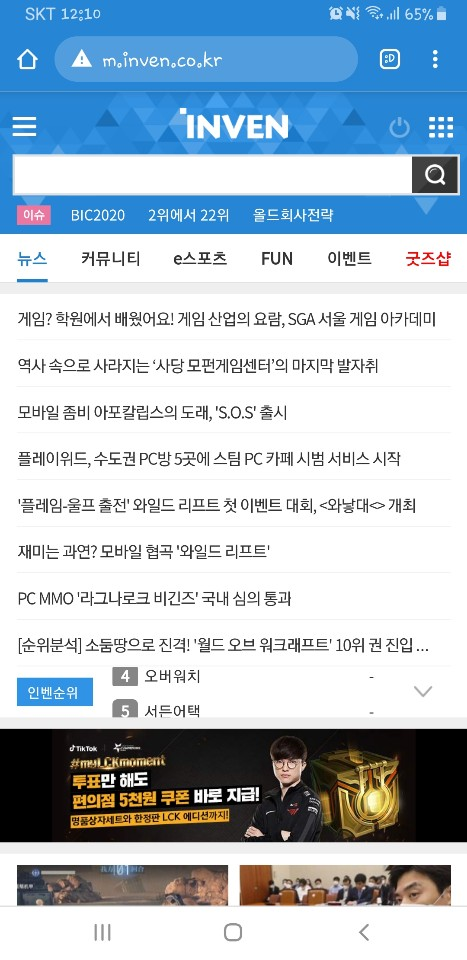 SKT 12:10
65%
m.inven.co.kr
:D
INVEN
이슈 BIC2020 2위에서 22위 올드회사전략
뉴스 커뮤니티 e스포츠 FUN 이벤트 굿즈샵
게임? 학원에서 배웠어요! 게임 산업의 요람, SGA 서울 게임 아카데미
역사 속으로 사라지는 '사당 모펀게임센터'의 마지막 발자취
모바일 좀비 아포칼립스의 도래, 'S.O.S' 출시
플레이위드, 수도권 PC방 5곳에 스팀 PC 카페 시범 서비스 시작
'플레임-울프 출전' 와일드 리프트 첫 이벤트 대회, <와낳대<> 개최
재미는 과연? 모바일 협곡 '와일드 리프트'
PC MMO '라그나로크 비긴즈' 국내 심의 통과
[순위분석] 소둠땅으로 진격! '월드 오브 워크래프트' 10위 권 진입 ...
인벤순위
4 오버워치 -
5 서든어택 -
TikTok
#myLCKmoment
투표만 해도
편의점 5천원 쿠폰 바로 지급!
명품상자세트와 한정판 LCK 에디션까지!